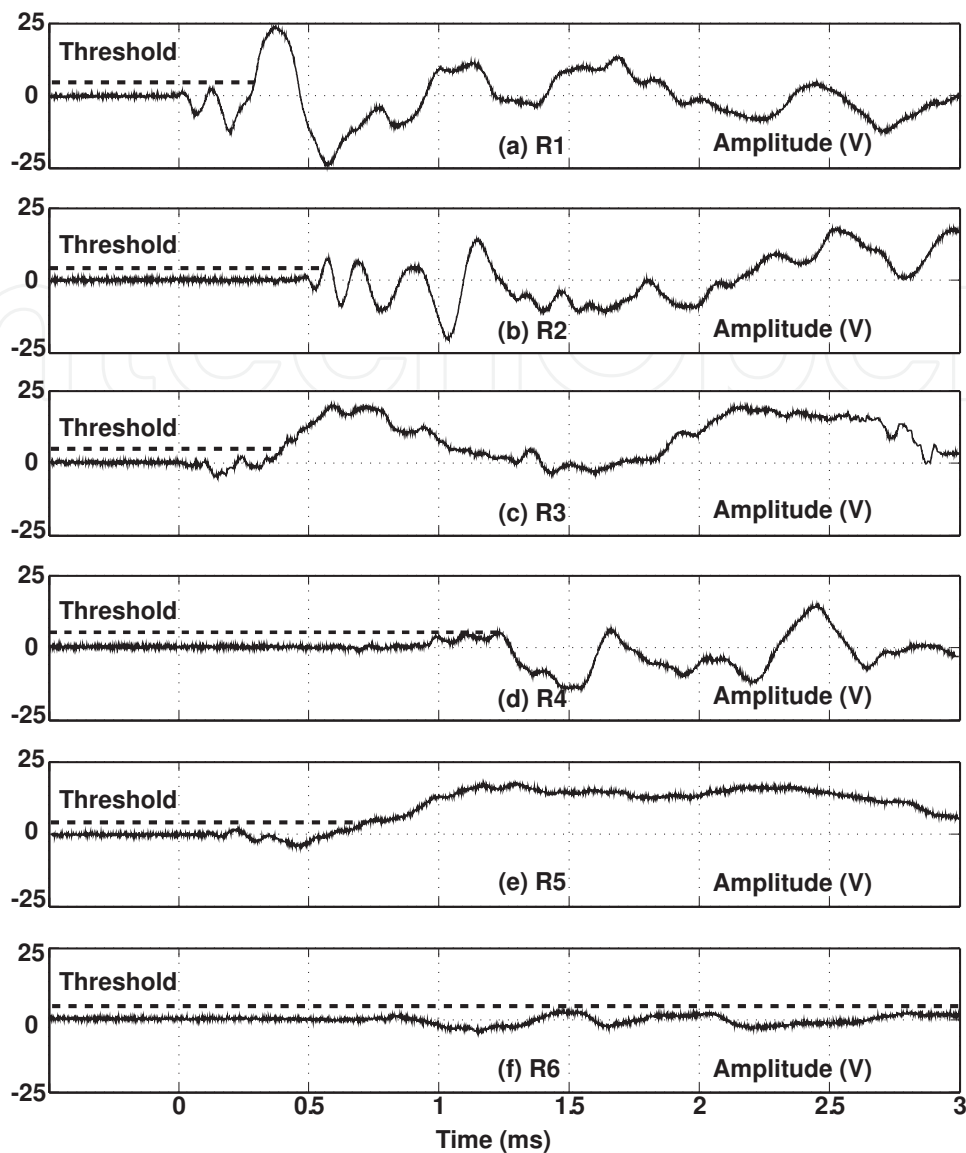 25
Threshold
0
-25
(a) R1
Amplitude (V)
25
Threshold
0
-25
(b) R2
Amplitude (V)
25
Threshold
0
-25
(c) R3
Amplitude (V)
25
Threshold
0
-25
(d) R4
Amplitude (V)
25
Threshold
0
-25
(e) R5
Amplitude (V)
25
Threshold
0
-25
(f) R6
Amplitude (V)
0 0.5 1 1.5 2 2.5 3
Time (ms)